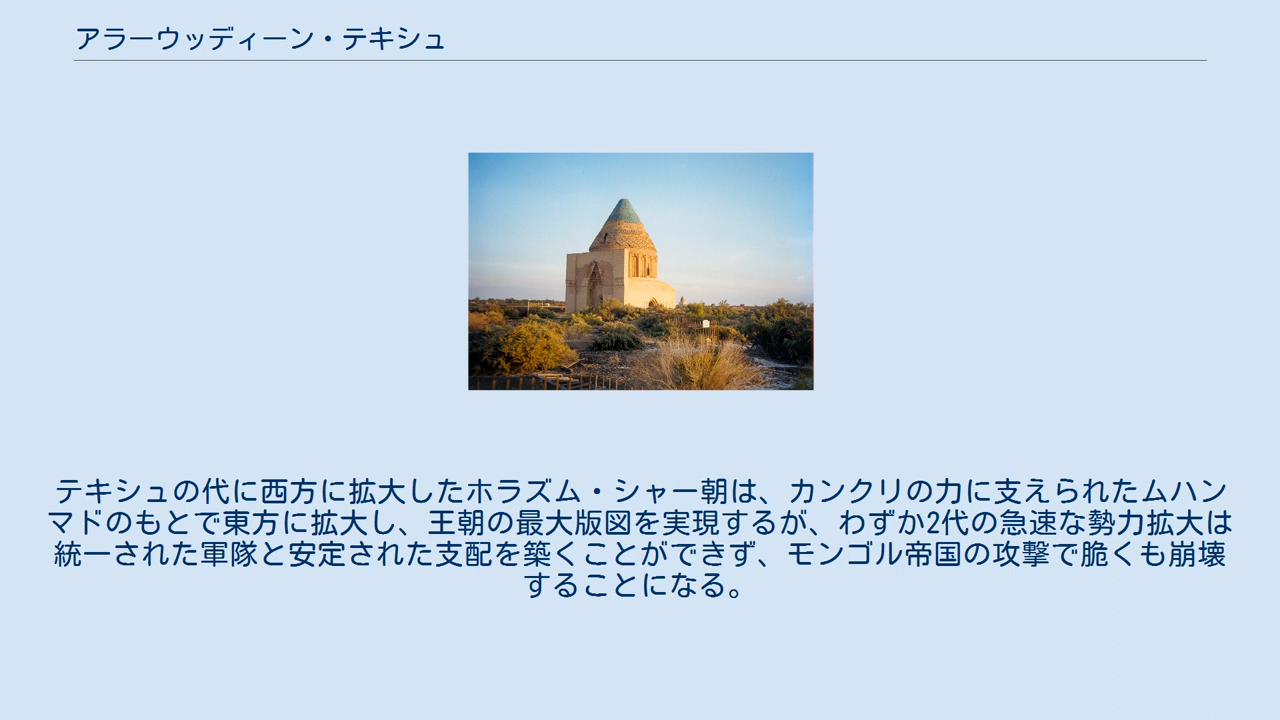 アラーウッディーン・テキシュ
テキシュの代に西方に拡大したホラズム・シャー朝は、カンクリの力に支えられたムハン
マドのもとで東方に拡大し、王朝の最大版図を実現するが、わずか2代の急速な勢力拡大は
統一された軍隊と安定された支配を築くことができず、モンゴル帝国の攻撃で脆くも崩壊
することになる。